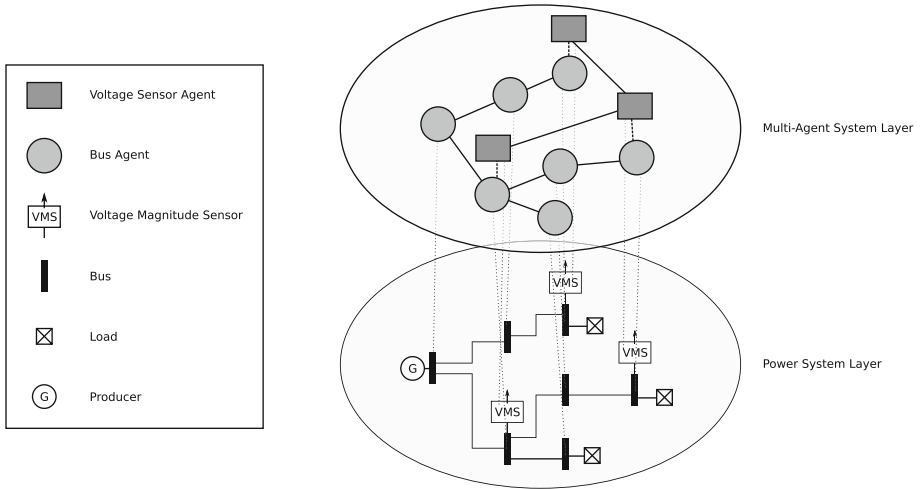 Voltage Sensor Agent
Bus Agent
VMS
Voltage Magnitude Sensor
Bus
Load
G
Producer
Multi-Agent System Layer
VMS
VMS
Power System Layer
G
VMS